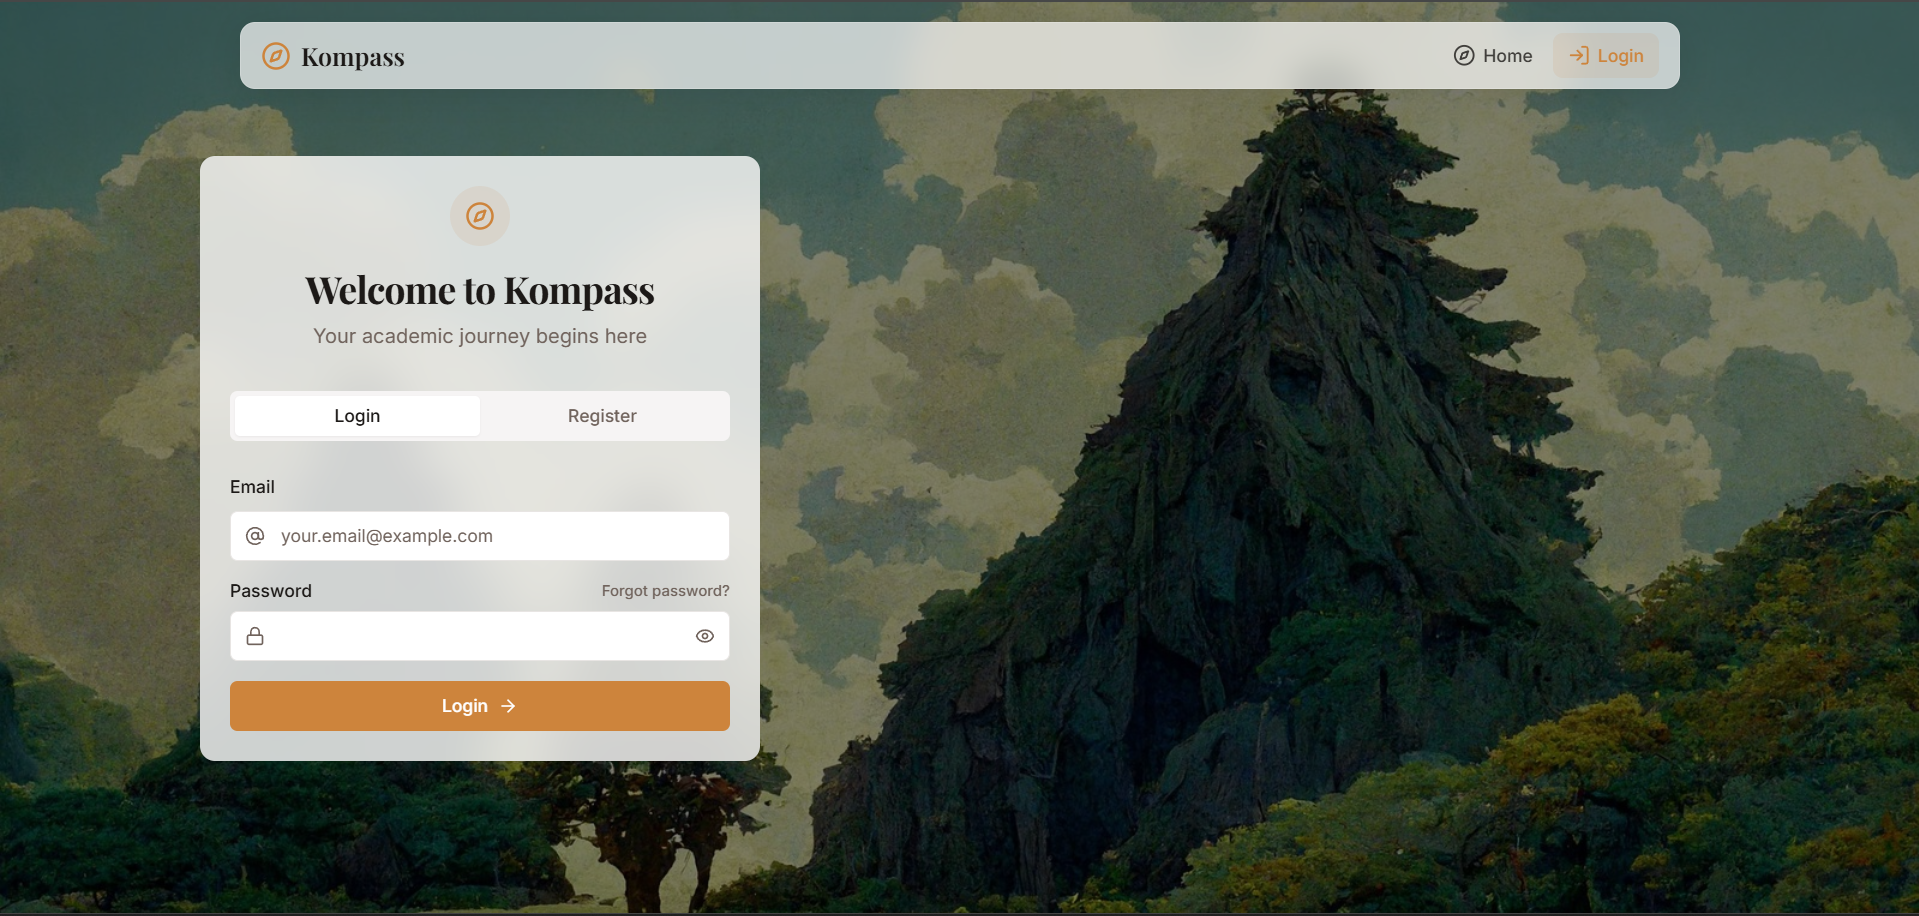 Kompass
Home
Login
Welcome to Kompass
Your academic journey begins here
Login
Register
Email
your.email@example.com
Password
Forgot password?
Login